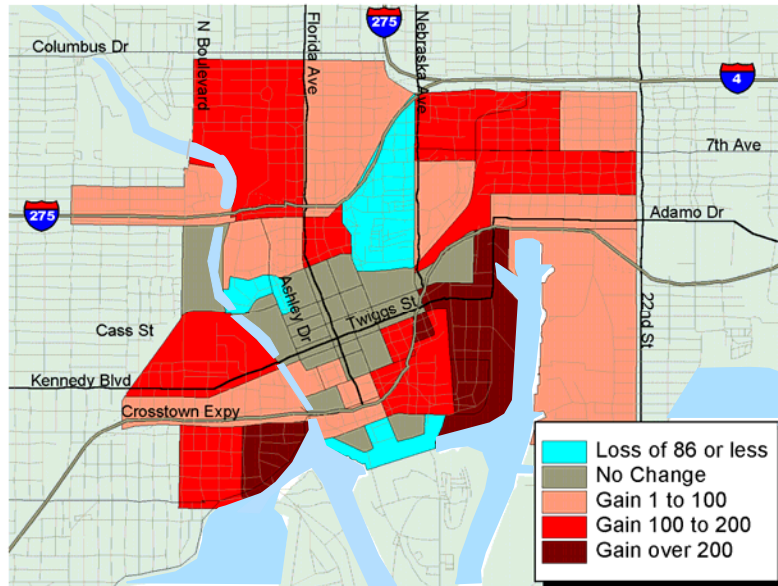 275
Columbus Dr
N Boulevard
Florida Ave
Nebraska Ave
4
7th Ave
275
Adamo Dr
Ashley Dr
Twiggs St
22nd St
Cass St
Kennedy Blvd
Crosstown Expy
Loss of 86 or less
No Change
Gain 1 to 100
Gain 100 to 200
Gain over 200